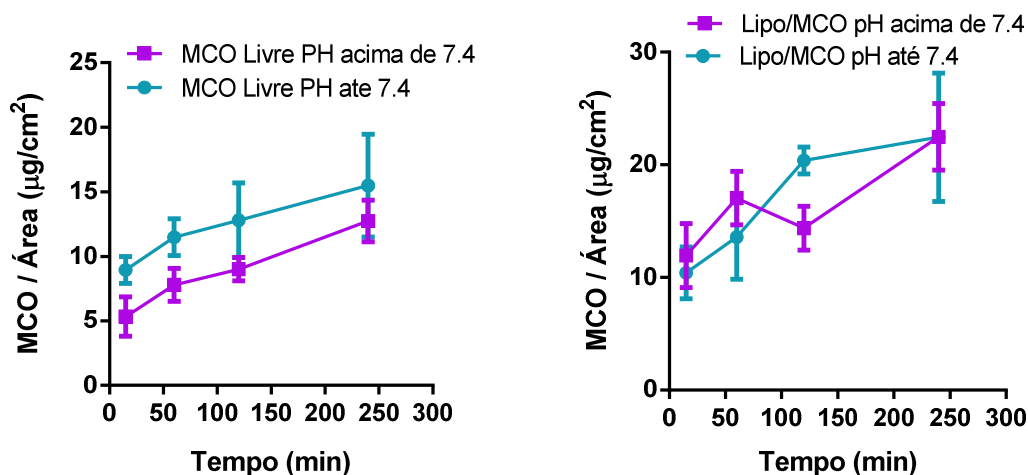 MCO Livre PH acima de 7.4
MCO Livre PH ate 7.4
25
20
15
10
5
0
MCO / Área (µg/cm²)
0 50 100 150 200 250 300
Tempo (min)
Lipo/MCO pH acima de 7.4
Lipo/MCO pH até 7.4
30
20
10
0
MCO / Área (µg/cm²)
0 50 100 150 200 250 300
Tempo (min)